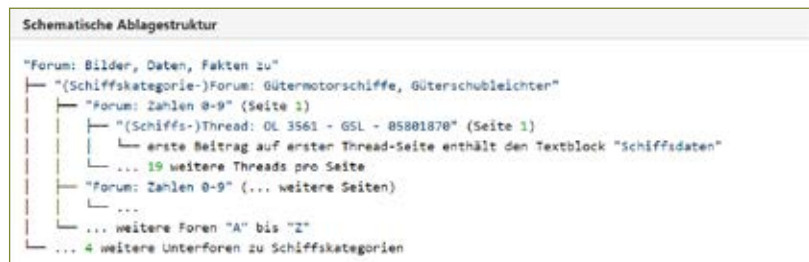 Schematische Ablagestruktur
"Forum: Bilder, Daten, Fakten zu"
├── "(Schiffskategorie-)Forum: Gütermotorschiffe, Güterschubleichter"
│   ├── "Forum: Zahlen 0-9" (Seite 1)
│   │   ├── "(Schiffs-)Thread: OL 3561 - GSL - 05801870" (Seite 1)
│   │   │   └── erste Beitrag auf erster Thread-Seite enthält den Textblock "Schiffsdaten"
│   │   └── ... 19 weitere Threads pro Seite
│   ├── "Forum: Zahlen 0-9" (... weitere Seiten)
│   │   └── ...
│   └── ... weitere Foren "A" bis "Z"
└── ... 4 weitere Unterforen zu Schiffskategorien